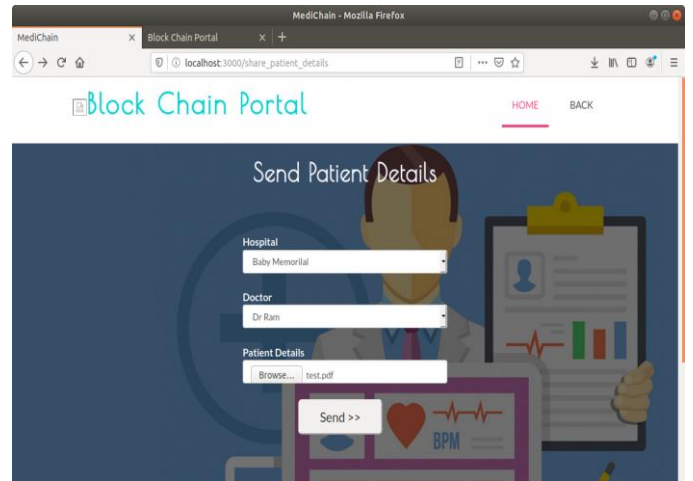 MediChain - Mozilla Firefox
MediChain × Block Chain Portal × +
localhost:3000/share_patient_details
Block Chain Portal
HOME BACK
Send Patient Details
Hospital
Baby Memorilal
Doctor
Dr Ram
Patient Details
Browse... test.pdf
Send >>
BPM